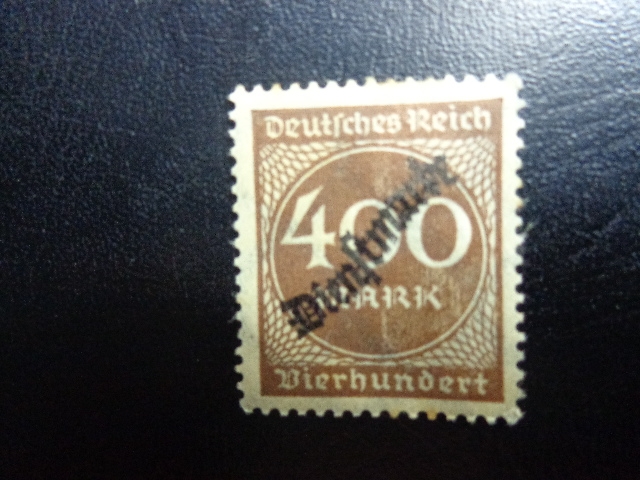 Deutsches Reich
400
MARK
Dienstmarke
Vierhundert